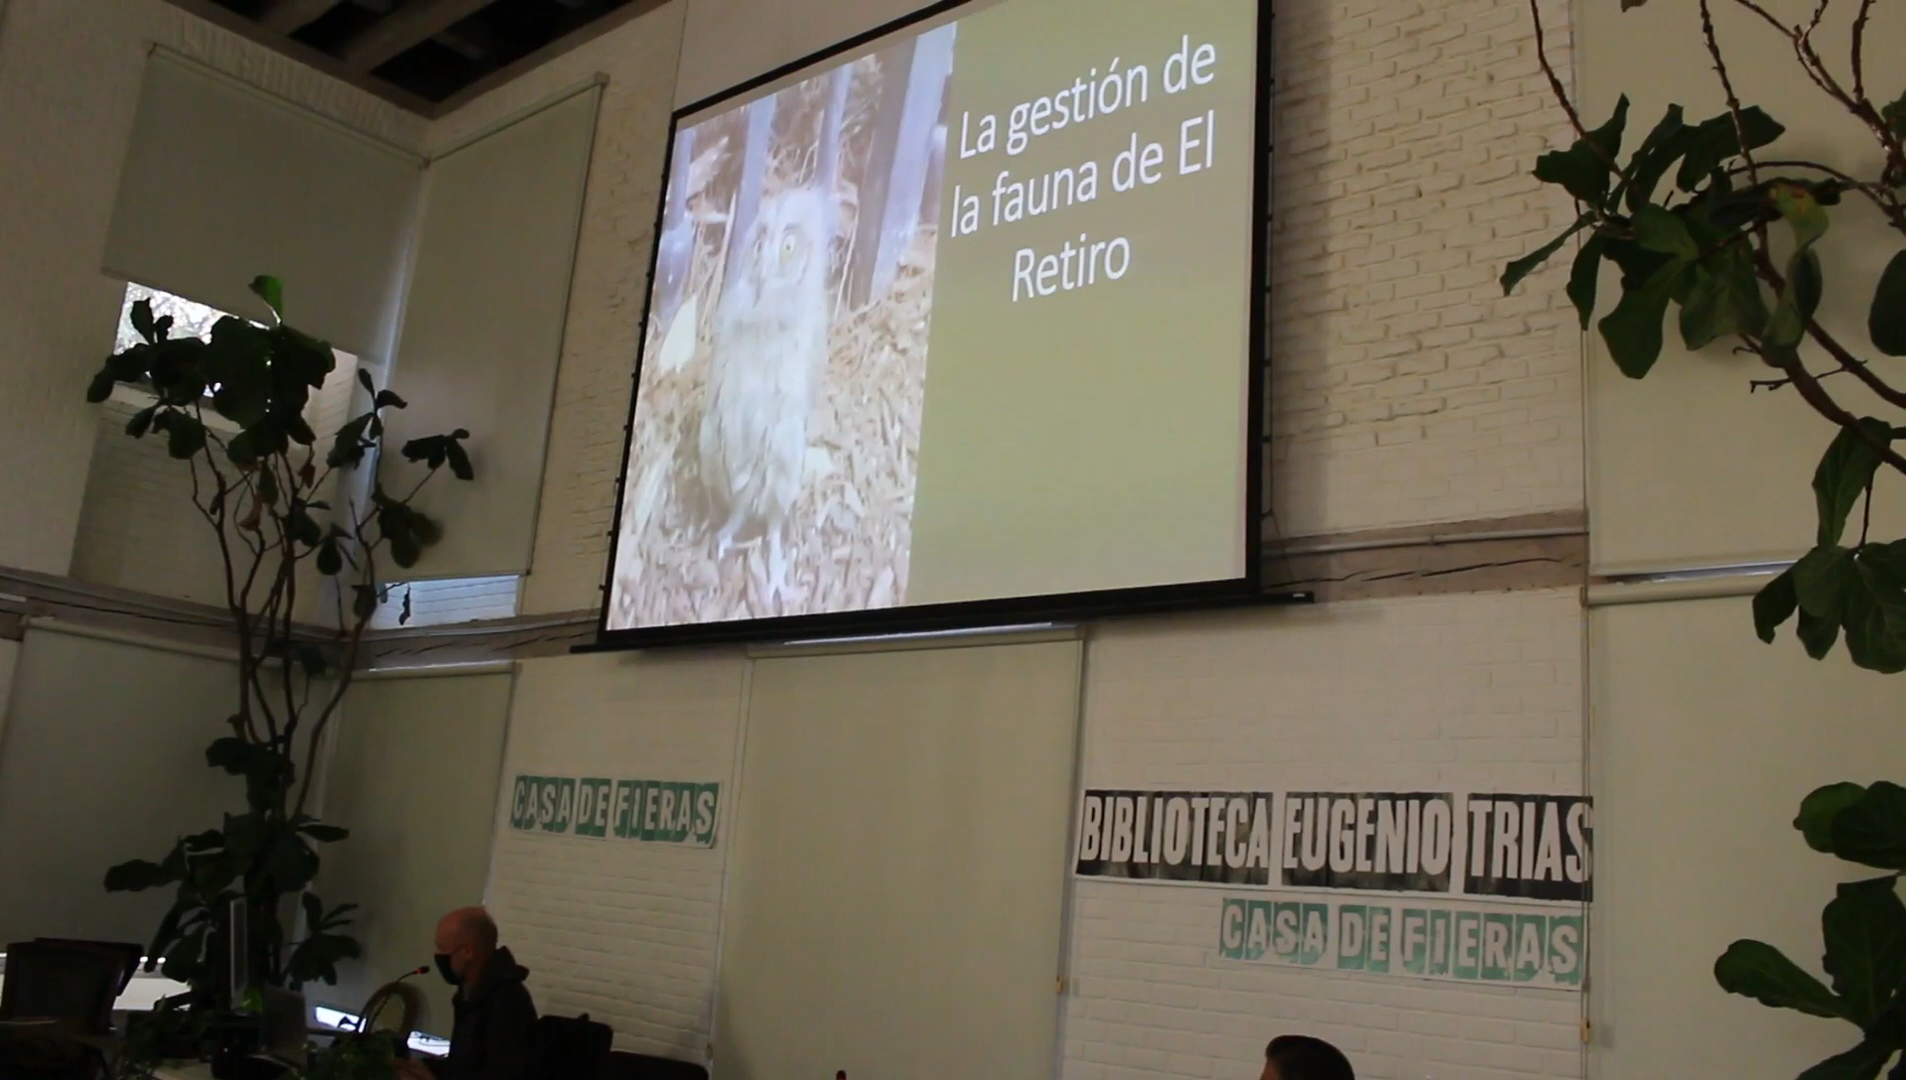 La gestión de
la fauna de El
Retiro
CASA DE FIERAS
BIBLIOTECA EUGENIO TRIAS
CASA DE FIERAS